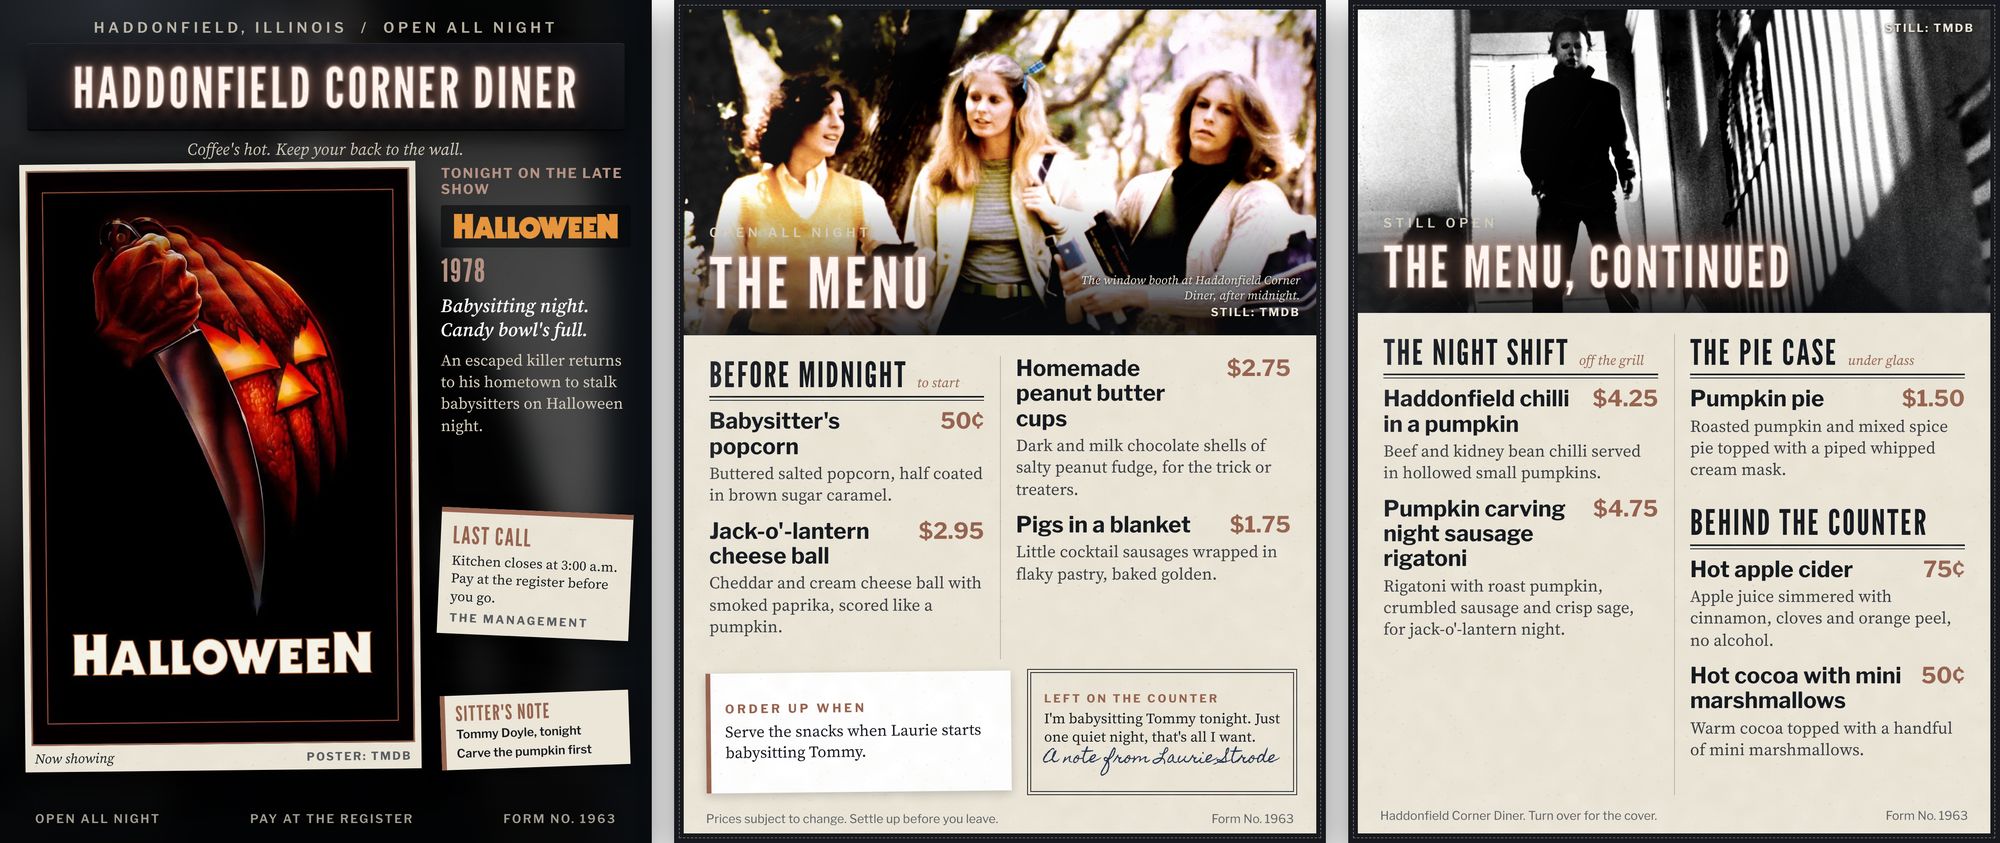 HADDONFIELD, ILLINOIS / OPEN ALL NIGHT
HADDONFIELD CORNER DINER
Coffee's hot. Keep your back to the wall.
HALLOWEEN
Now showing
POSTER: TMDB
TONIGHT ON THE LATE
SHOW
HALLOWEEN
1978
Babysitting night.
Candy bowl's full.
An escaped killer returns
to his hometown to stalk
babysitters on Halloween
night.
LAST CALL
Kitchen closes at 3:00 a.m.
Pay at the register before
you go.
THE MANAGEMENT
SITTER'S NOTE
Tommy Doyle, tonight
Carve the pumpkin first
OPEN ALL NIGHT
PAY AT THE REGISTER
FORM NO. 1963
OPEN ALL NIGHT
THE MENU
The window booth at Haddonfield Corner
Diner, after midnight.
STILL: TMDB
BEFORE MIDNIGHT to start
Babysitter's 50¢
popcorn
Buttered salted popcorn, half coated
in brown sugar caramel.
Jack-o'-lantern $2.95
cheese ball
Cheddar and cream cheese ball with
smoked paprika, scored like a
pumpkin.
Homemade $2.75
peanut butter
cups
Dark and milk chocolate shells of
salty peanut fudge, for the trick or
treaters.
Pigs in a blanket $1.75
Little cocktail sausages wrapped in
flaky pastry, baked golden.
ORDER UP WHEN
Serve the snacks when Laurie starts
babysitting Tommy.
LEFT ON THE COUNTER
I'm babysitting Tommy tonight. Just
one quiet night, that's all I want.
A note from Laurie Strode
Prices subject to change. Settle up before you leave.
Form No. 1963
STILL: TMDB
STILL OPEN
THE MENU, CONTINUED
THE NIGHT SHIFT off the grill
Haddonfield chilli $4.25
in a pumpkin
Beef and kidney bean chilli served
in hollowed small pumpkins.
Pumpkin carving $4.75
night sausage
rigatoni
Rigatoni with roast pumpkin,
crumbled sausage and crisp sage,
for jack-o'-lantern night.
THE PIE CASE under glass
Pumpkin pie $1.50
Roasted pumpkin and mixed spice
pie topped with a piped whipped
cream mask.
BEHIND THE COUNTER
Hot apple cider 75¢
Apple juice simmered with
cinnamon, cloves and orange peel,
no alcohol.
Hot cocoa with mini 50¢
marshmallows
Warm cocoa topped with a handful
of mini marshmallows.
Haddonfield Corner Diner. Turn over for the cover.
Form No. 1963